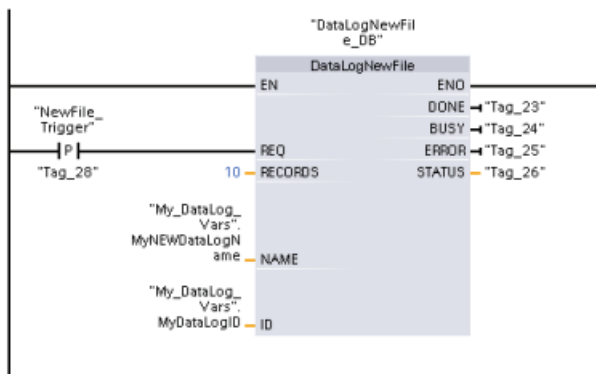 "DataLogNewFil
e_DB"
DataLogNewFile
EN ENO
DONE "Tag_23"
"NewFile_
Trigger"
BUSY "Tag_24"
P
REQ ERROR "Tag_25"
"Tag_28"
10 RECORDS STATUS "Tag_26"
"My_DataLog_
Vars".
MyNEWDataLogN
ame NAME
"My_DataLog_
Vars".
MyDataLogID ID